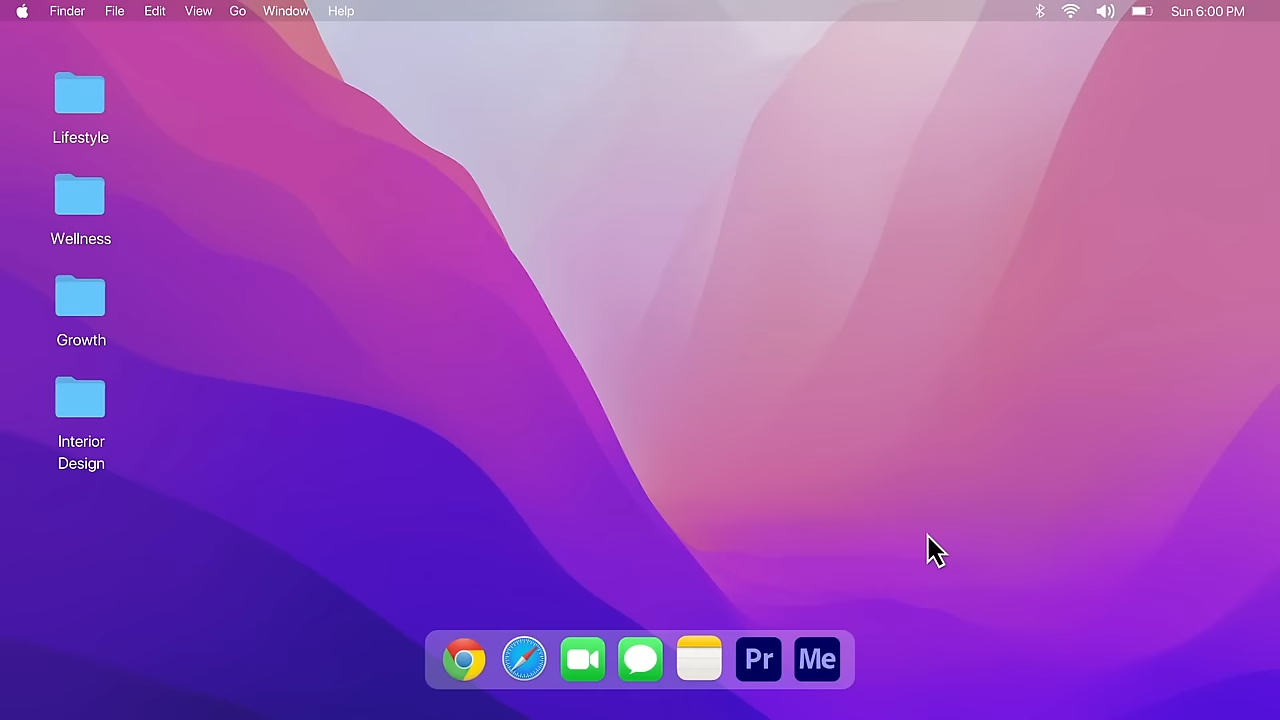 Finder File Edit View Go Window Help Sun 6:00 PM
Lifestyle
Wellness
Growth
Interior
Design
Pr Me